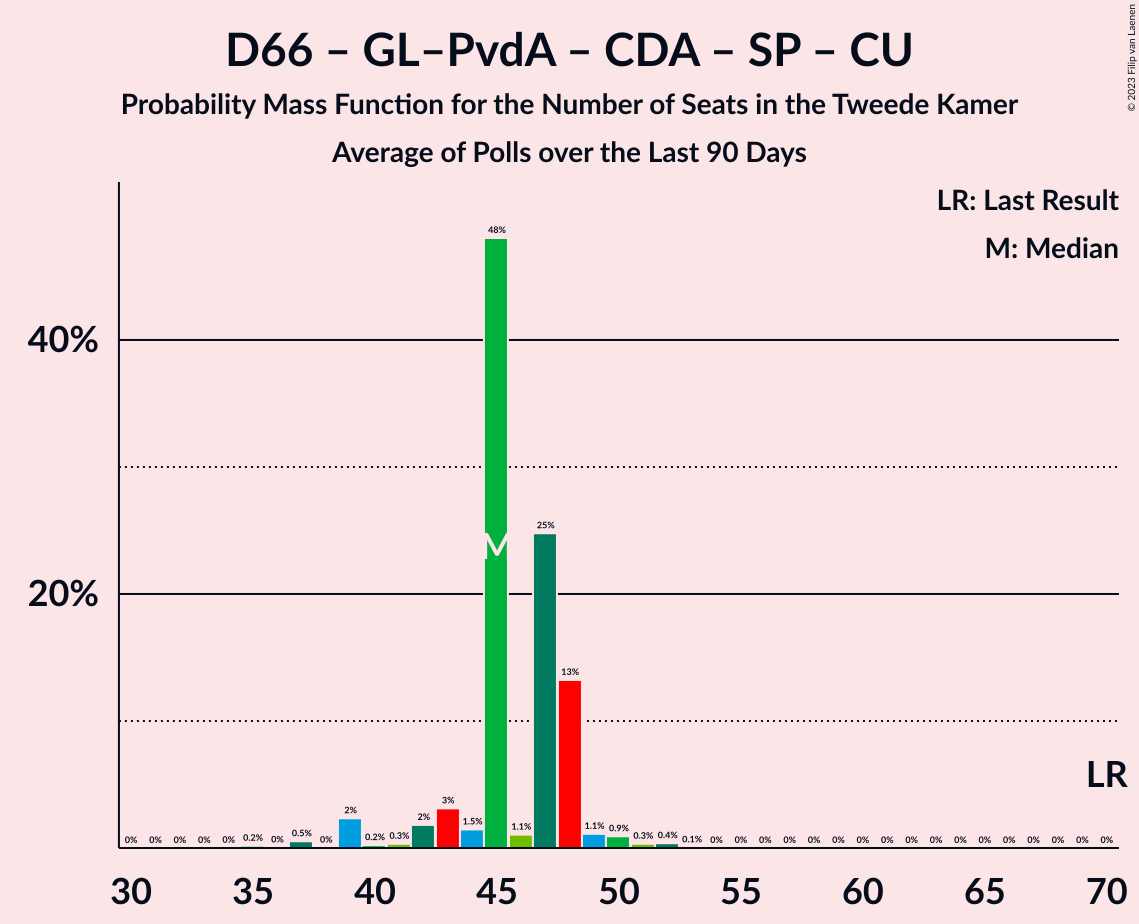 D66 – GL–PvdA – CDA – SP – CU
Probability Mass Function for the Number of Seats in the Tweede Kamer
Average of Polls over the Last 90 Days
© 2023 Filip van Laenen
LR: Last Result
M: Median
40%
20%
0% 0% 0% 0% 0% 0.2% 0% 0.5% 0% 2% 0.2% 0.3% 2% 3% 1.5% 48% 1.1% 25% 13% 1.1% 0.9% 0.3% 0.4% 0.1% 0% 0% 0% 0% 0% 0% 0% 0% 0% 0% 0% 0% 0% 0% 0% 0% 0%
M
LR
30 35 40 45 50 55 60 65 70